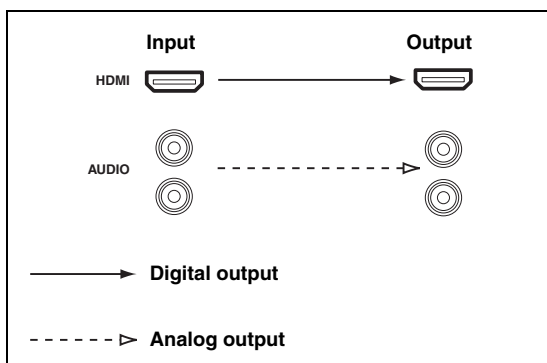 Input Output
HDMI
AUDIO
Digital output
Analog output